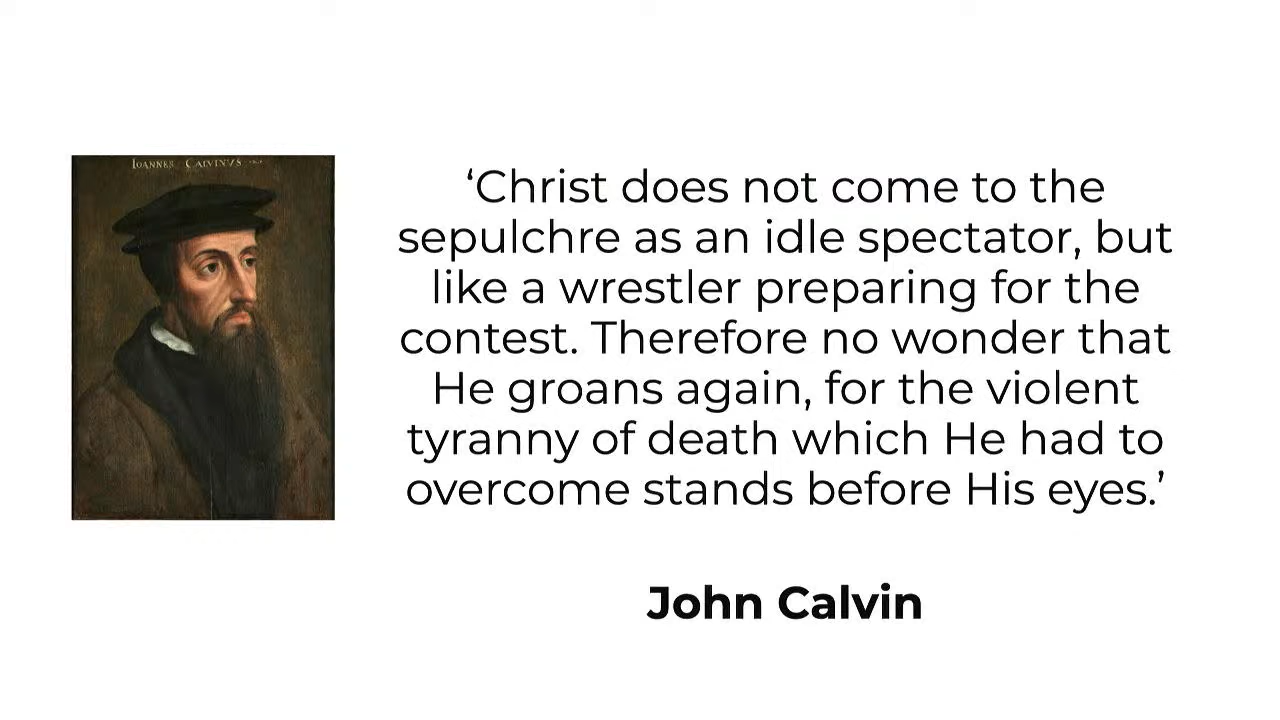 IOANNES CALVINVS
‘Christ does not come to the
sepulchre as an idle spectator, but
like a wrestler preparing for the
contest. Therefore no wonder that
He groans again, for the violent
tyranny of death which He had to
overcome stands before His eyes.’
John Calvin